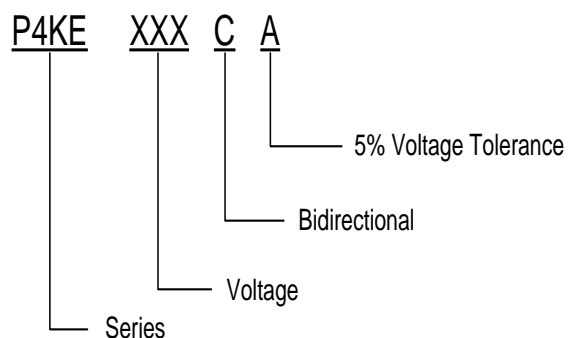 P4KE XXX C A
5% Voltage Tolerance
Bidirectional
Voltage
Series